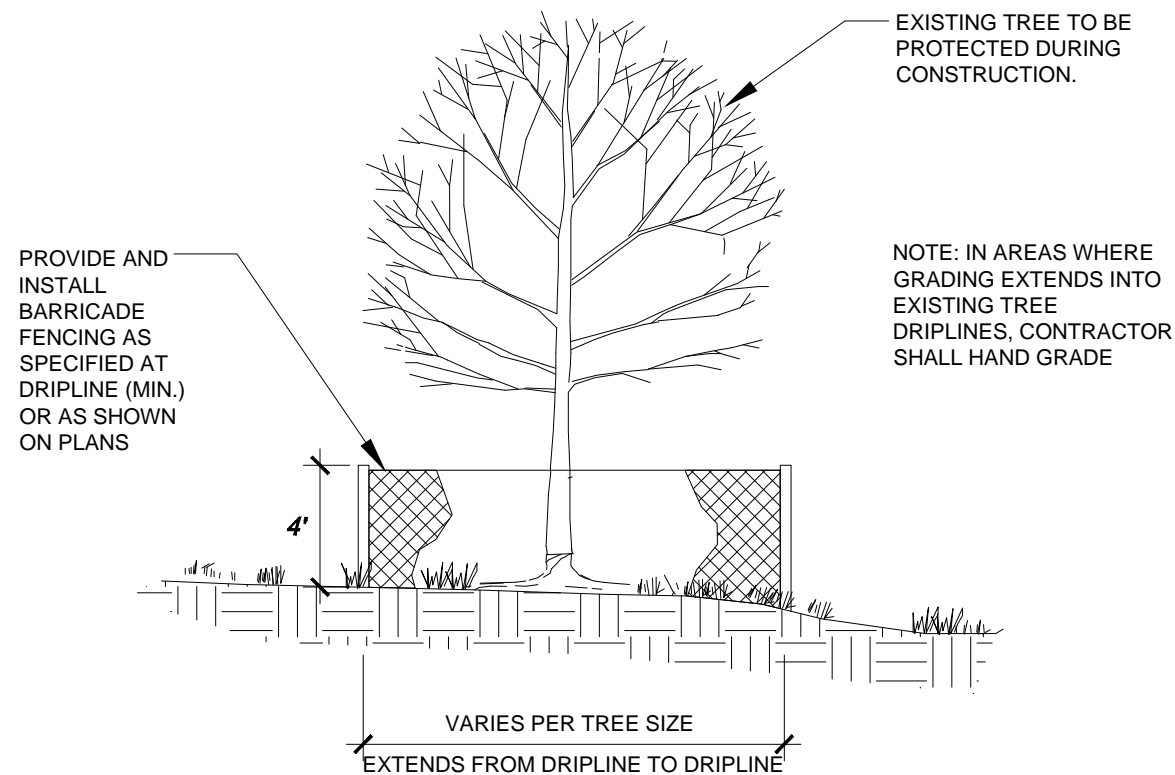 EXISTING TREE TO BE
PROTECTED DURING
CONSTRUCTION.
PROVIDE AND
INSTALL
BARRICADE
FENCING AS
SPECIFIED AT
DRIPLINE (MIN.)
OR AS SHOWN
ON PLANS
NOTE: IN AREAS WHERE
GRADING EXTENDS INTO
EXISTING TREE
DRIPLINES, CONTRACTOR
SHALL HAND GRADE
4'
VARIES PER TREE SIZE
EXTENDS FROM DRIPLINE TO DRIPLINE